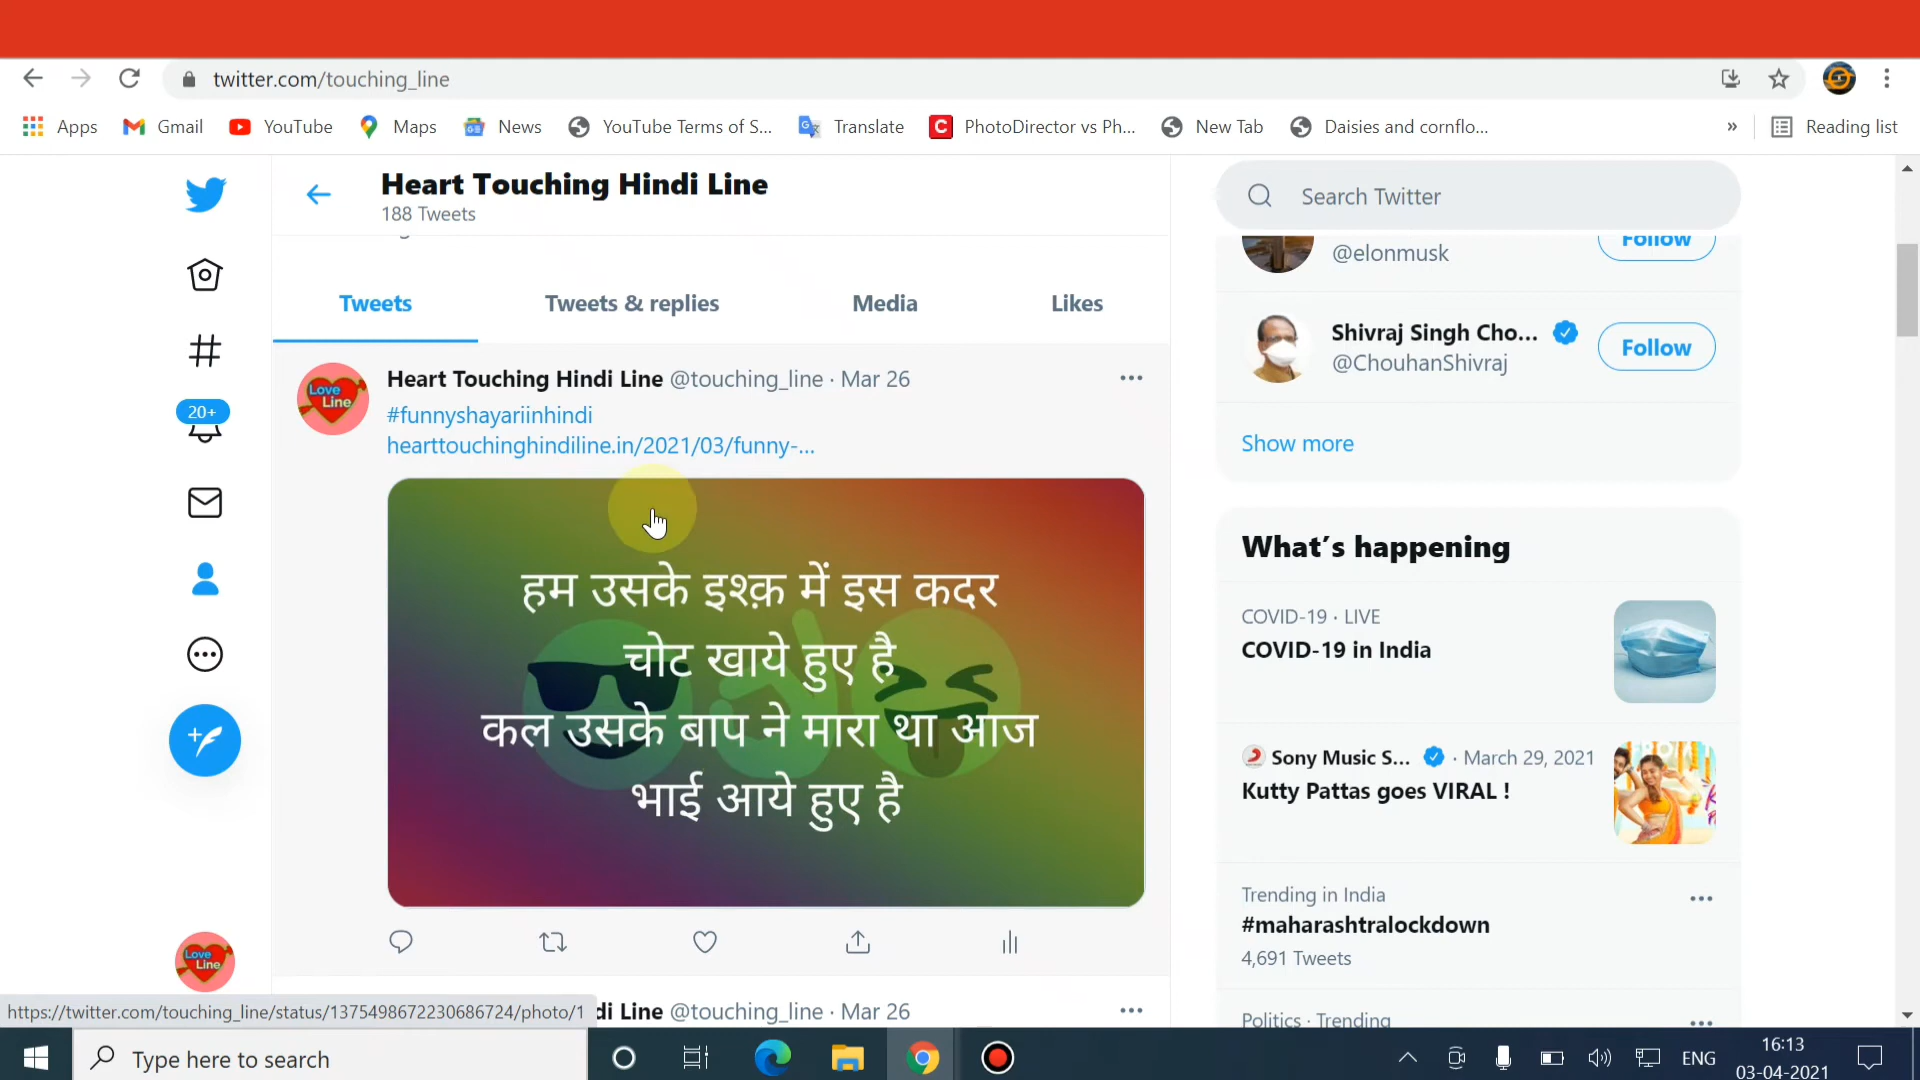 twitter.com/touching_line
Apps
Gmail
YouTube
Maps
News
YouTube Terms of S...
Translate
PhotoDirector vs Ph...
New Tab
Daisies and cornflo...
»
Reading list
Heart Touching Hindi Line
188 Tweets
Search Twitter
@elonmusk
Follow
Tweets
Tweets & replies
Media
Likes
Shivraj Singh Cho...
@ChouhanShivraj
Follow
Show more
20+
Love
Line
Heart Touching Hindi Line @touching_line · Mar 26
#funnyshayariinhindi
hearttouchinghindiline.in/2021/03/funny-...
हम उसके इश्क़ में इस कदर
चोट खाये हुए है
कल उसके बाप ने मारा था आज
भाई आये हुए है
What's happening
COVID-19 · LIVE
COVID-19 in India
Sony Music S... · March 29, 2021
Kutty Pattas goes VIRAL !
Trending in India
#maharashtralockdown
4,691 Tweets
Politics · Trending
Love
Line
https://twitter.com/touching_line/status/1375498672230686724/photo/1
di Line @touching_line · Mar 26
Type here to search
ENG
16:13
03-04-2021